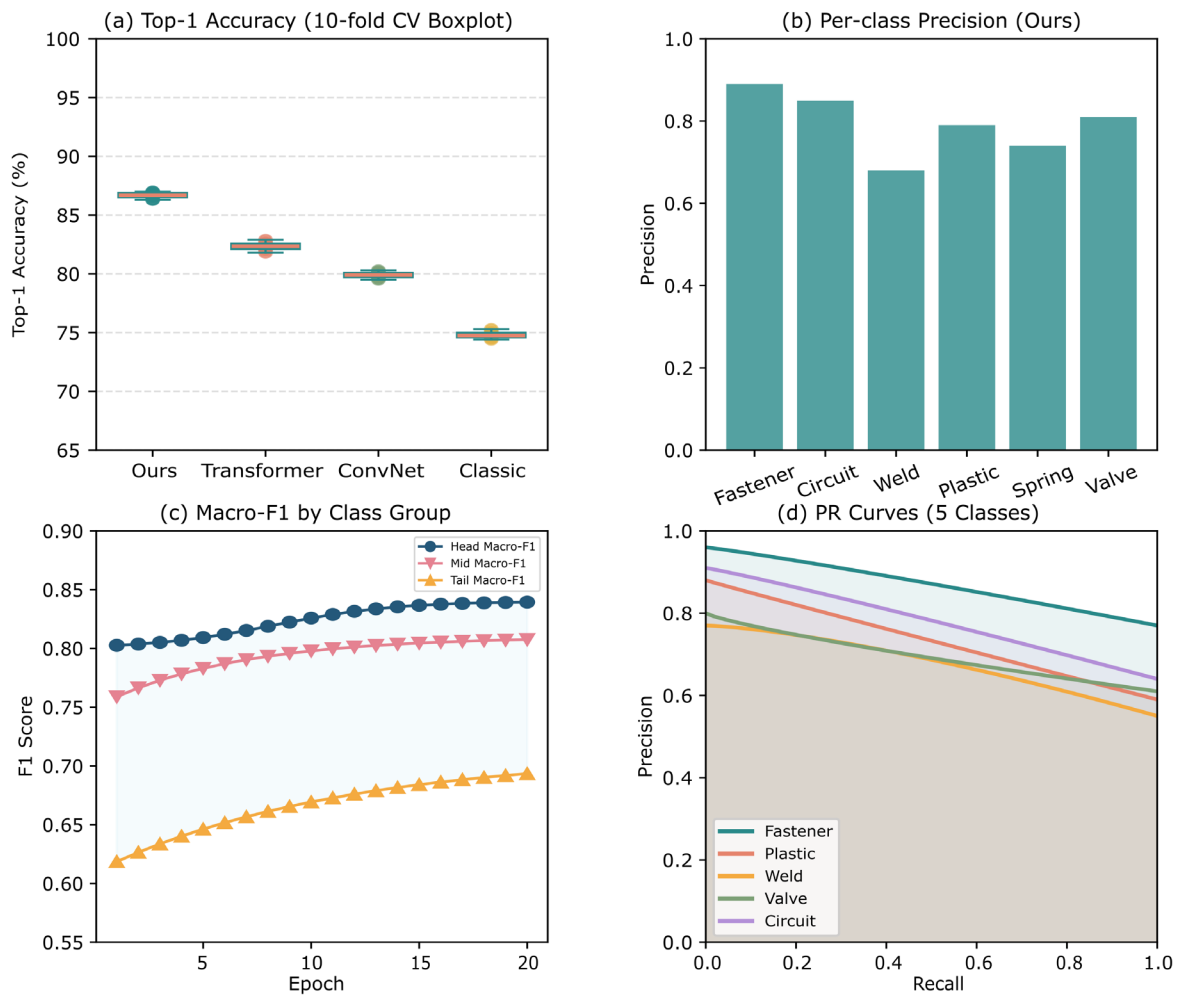 (a) Top-1 Accuracy (10-fold CV Boxplot)
Top-1 Accuracy (%)
100
95
90
85
80
75
70
65
Ours Transformer ConvNet Classic
(b) Per-class Precision (Ours)
Precision
1.0
0.8
0.6
0.4
0.2
0.0
Fastener Circuit Weld Plastic Spring Valve
(c) Macro-F1 by Class Group
F1 Score
0.90
0.85
0.80
0.75
0.70
0.65
0.60
0.55
Head Macro-F1
Mid Macro-F1
Tail Macro-F1
5 10 15 20
Epoch
(d) PR Curves (5 Classes)
Precision
1.0
0.8
0.6
0.4
0.2
0.0
Fastener
Plastic
Weld
Valve
Circuit
0.0 0.2 0.4 0.6 0.8 1.0
Recall